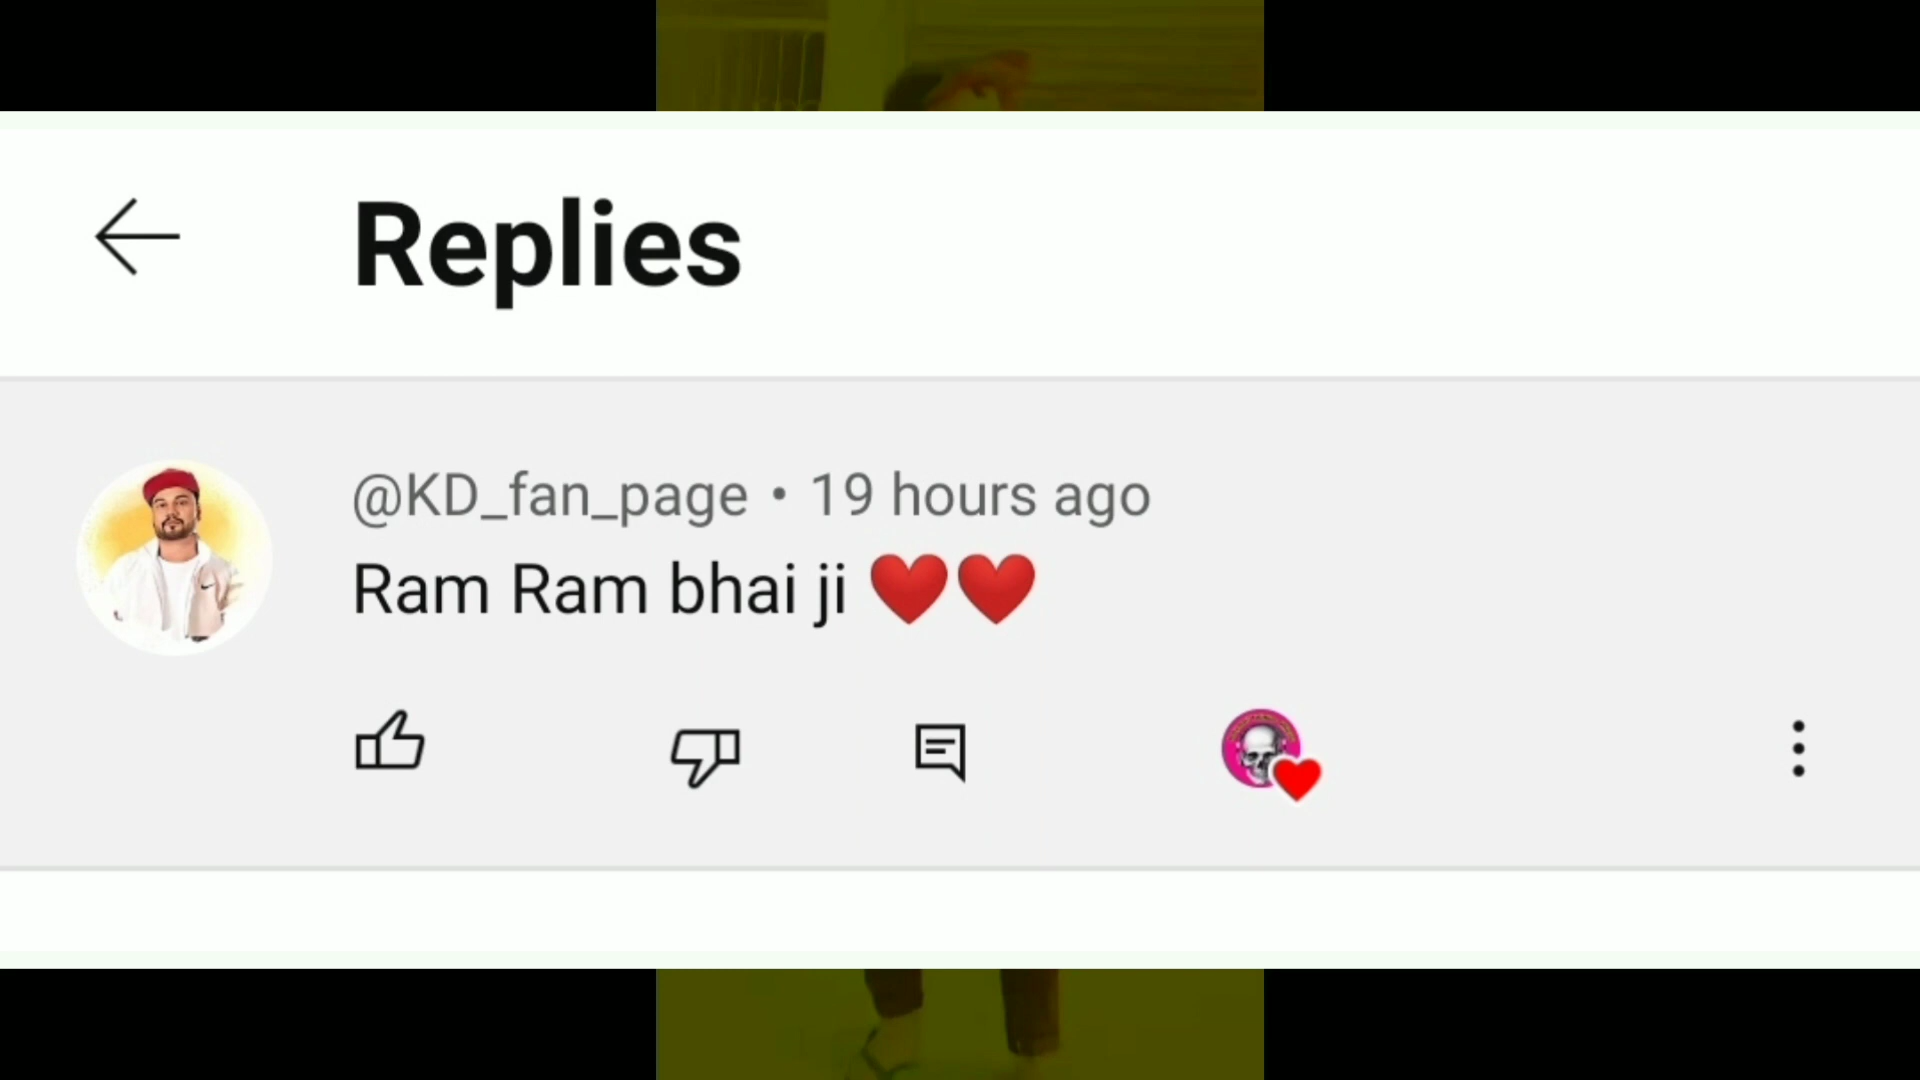 Replies
@KD_fan_page • 19 hours ago
Ram Ram bhai ji ❤️❤️